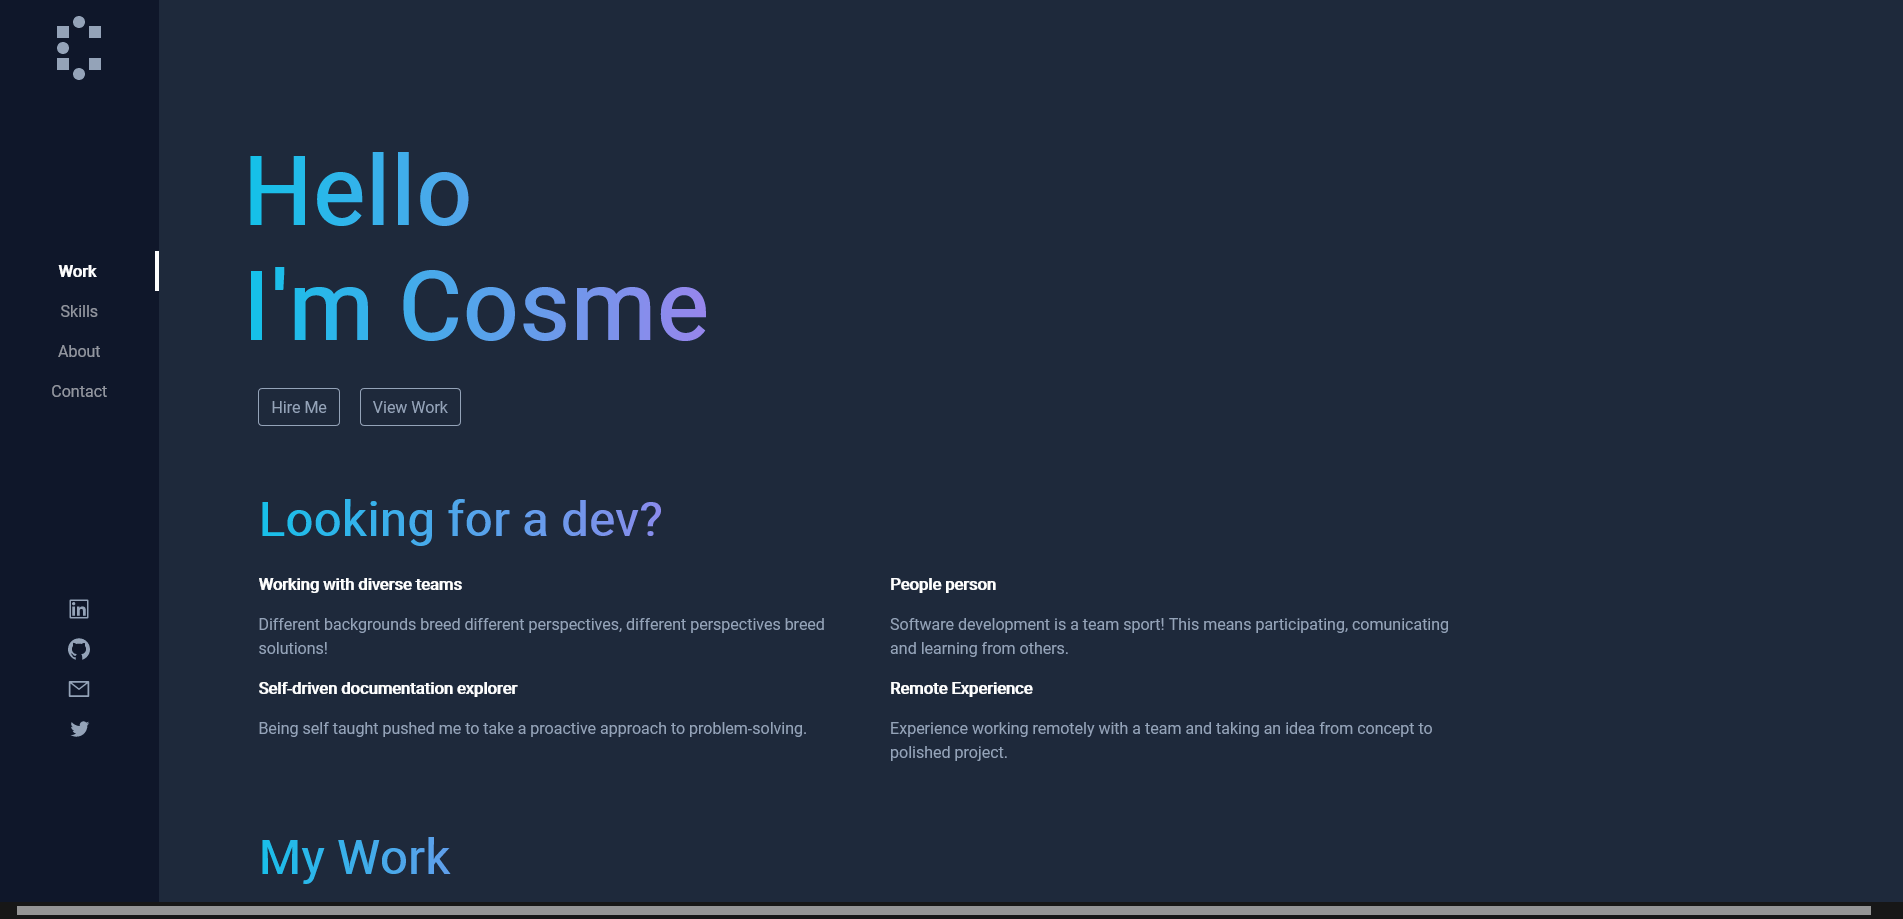 Work
Skills
About
Contact
Hello
I'm Cosme
Hire Me
View Work
Looking for a dev?
Working with diverse teams
Different backgrounds breed different perspectives, different perspectives breed
solutions!
People person
Software development is a team sport! This means participating, comunicating
and learning from others.
Self-driven documentation explorer
Being self taught pushed me to take a proactive approach to problem-solving.
Remote Experience
Experience working remotely with a team and taking an idea from concept to
polished project.
My Work